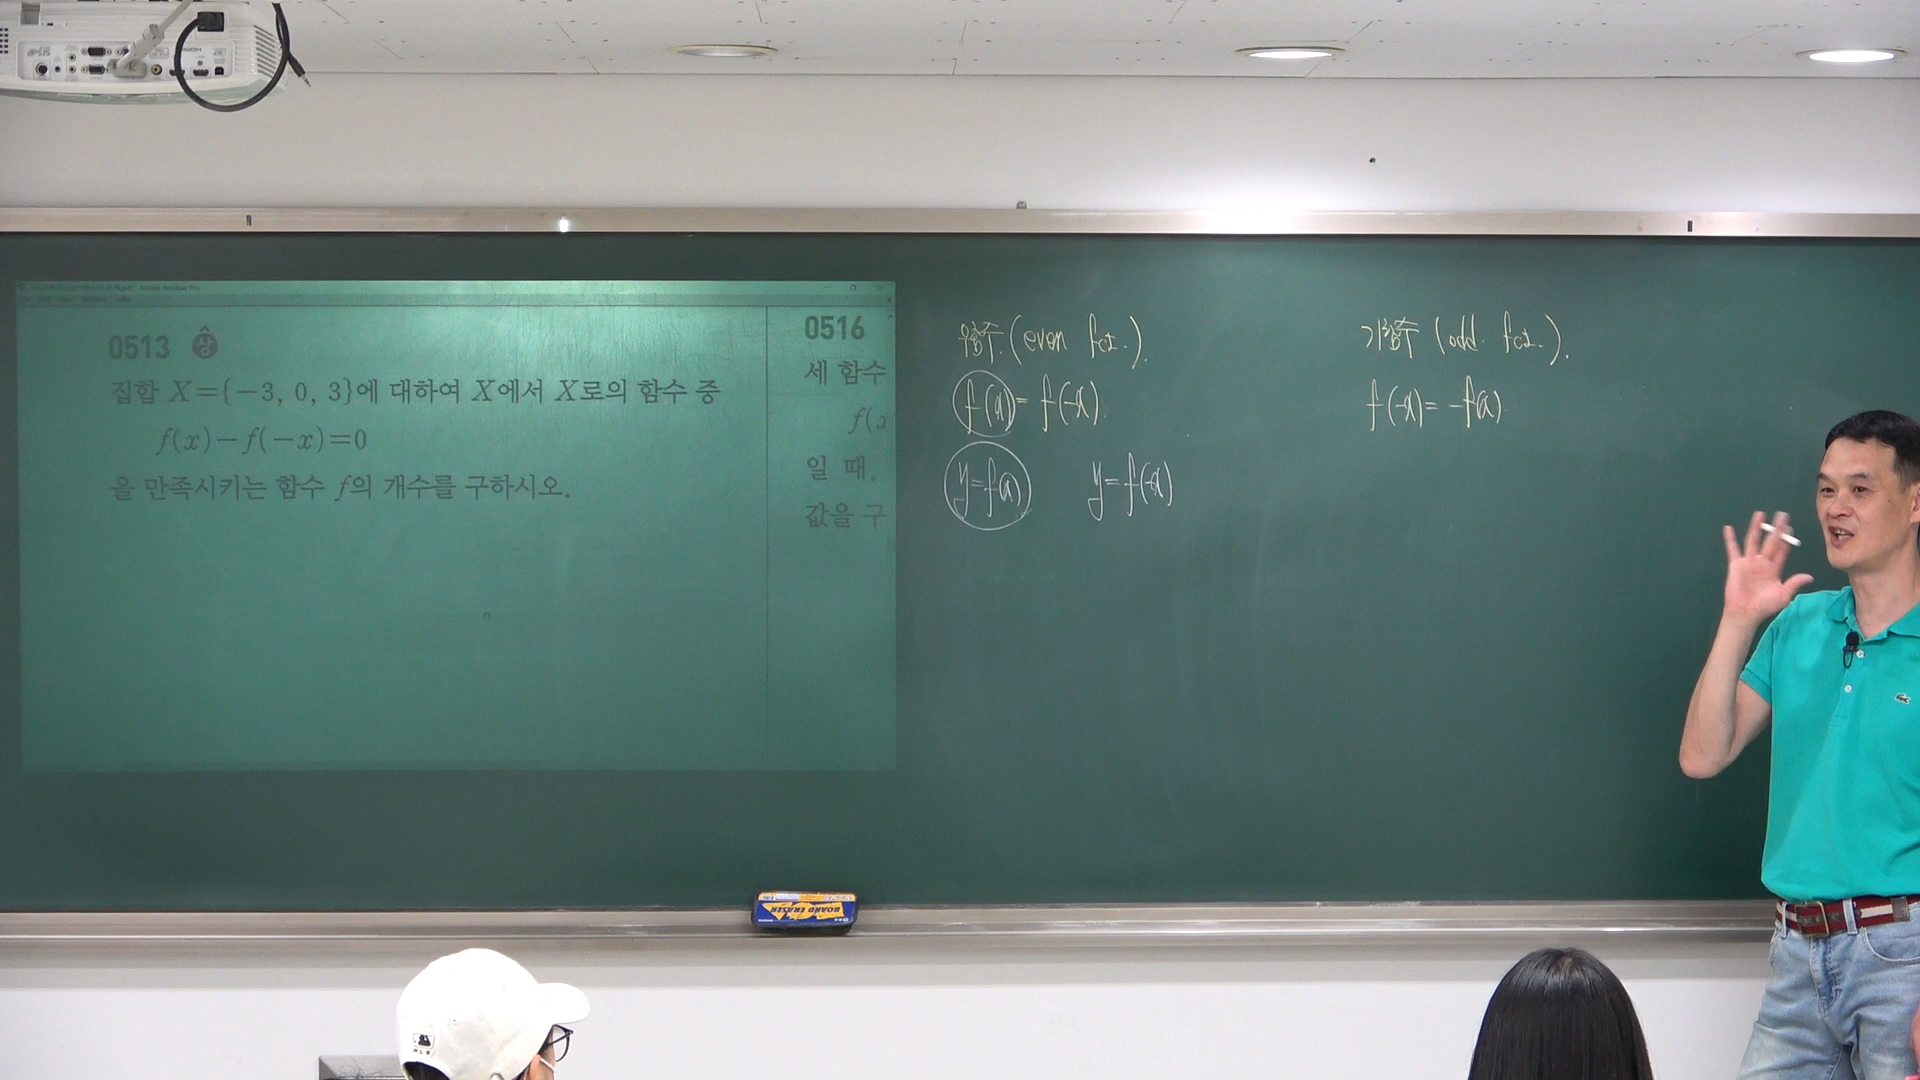 0513 상
집합 X={-3, 0, 3}에 대하여 X에서 X로의 함수 중
f(x)-f(-x)=0
을 만족시키는 함수 f의 개수를 구하시오.
0516
세 함수
f(x
일 때,
값을 구
우함수. (even fct.).
f(x)= f(-x).
y=f(x) y=f(-x)
기함수 (odd. fct.).
f(-x)= -f(x)
BOARD ERASER
MLB